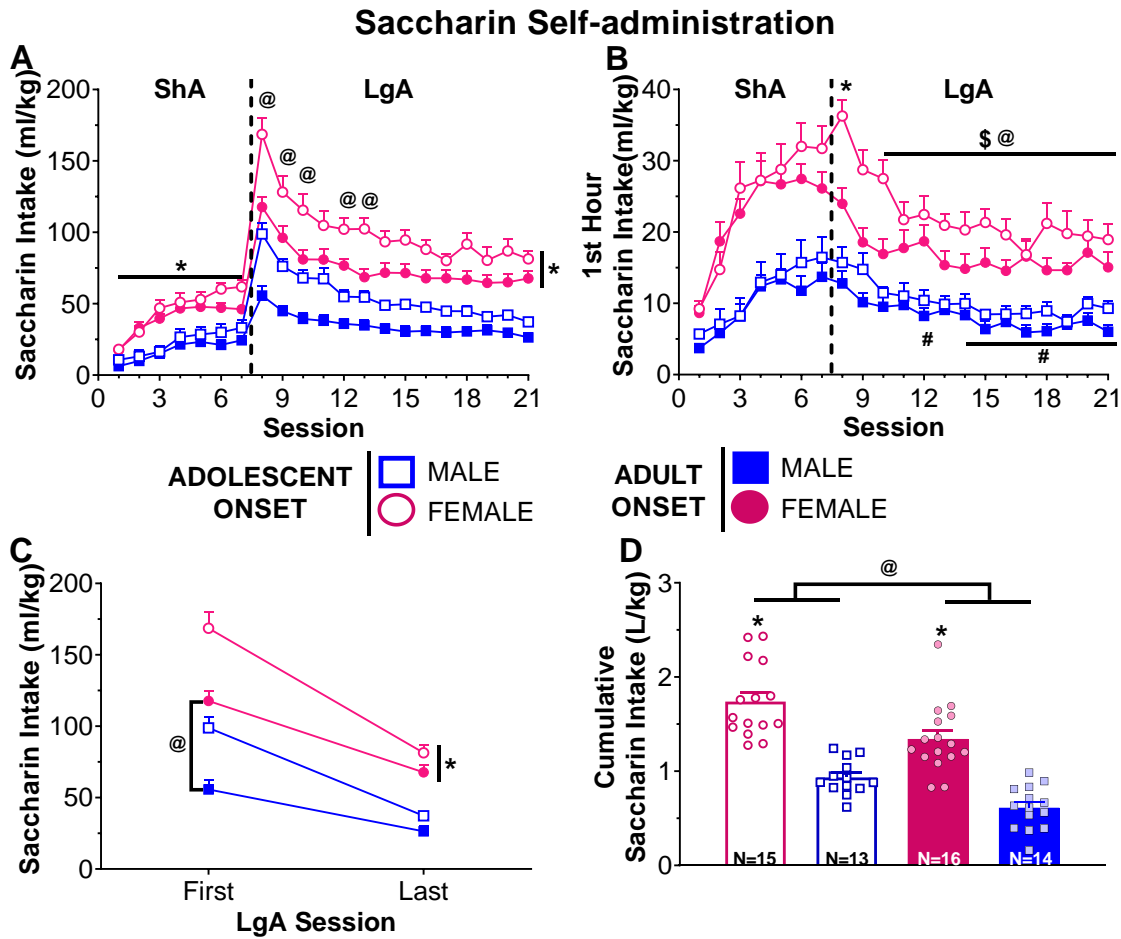 Saccharin Self-administration
A
ShA
LgA
Saccharin Intake (ml/kg)
200
150
100
50
0
@
@
@
@ @
*
*
0 3 6 9 12 15 18 21
Session
B
ShA
LgA
1st Hour
Saccharin Intake(ml/kg)
40
30
20
10
0
*
$ @
#
#
0 3 6 9 12 15 18 21
Session
ADOLESCENT
ONSET
MALE
FEMALE
ADULT
ONSET
MALE
FEMALE
C
Saccharin Intake (ml/kg)
200
150
100
50
0
@
*
First Last
LgA Session
D
Cumulative
Saccharin Intake (L/kg)
3
2
1
0
@
*
*
N=15 N=13 N=16 N=14